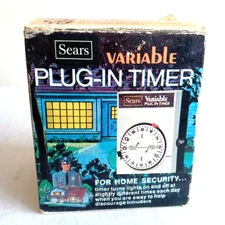 Sears
VARIABLE
PLUG-IN TIMER
Sears
Variable
PLUG-IN TIMER
FOR HOME SECURITY...
timer turns lights on and off at
slightly different times each day
when you are away to help
discourage intruders